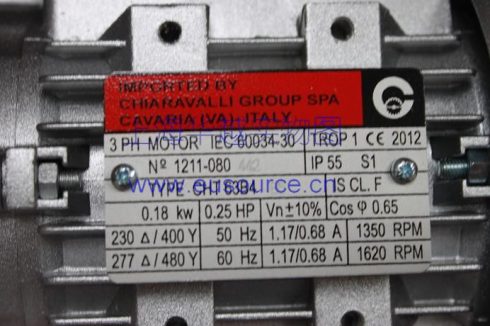 IMPORTED BY
CHIARAVALLI GROUP SPA
CAVARIA (VA) - ITALY
3 PH MOTOR IEC 60034-30 TROP 1 CE 2012
Nº 1211-080 IP 55 S1
TYPE CHT 63B4 IS CL. F
0.18 kw 0.25 HP Vn±10% Cos φ 0.65
230 Δ / 400 Y 50 Hz 1.17/0.68 A 1350 RPM
277 Δ / 480 Y 60 Hz 1.17/0.68 A 1620 RPM
www.eusource.cn